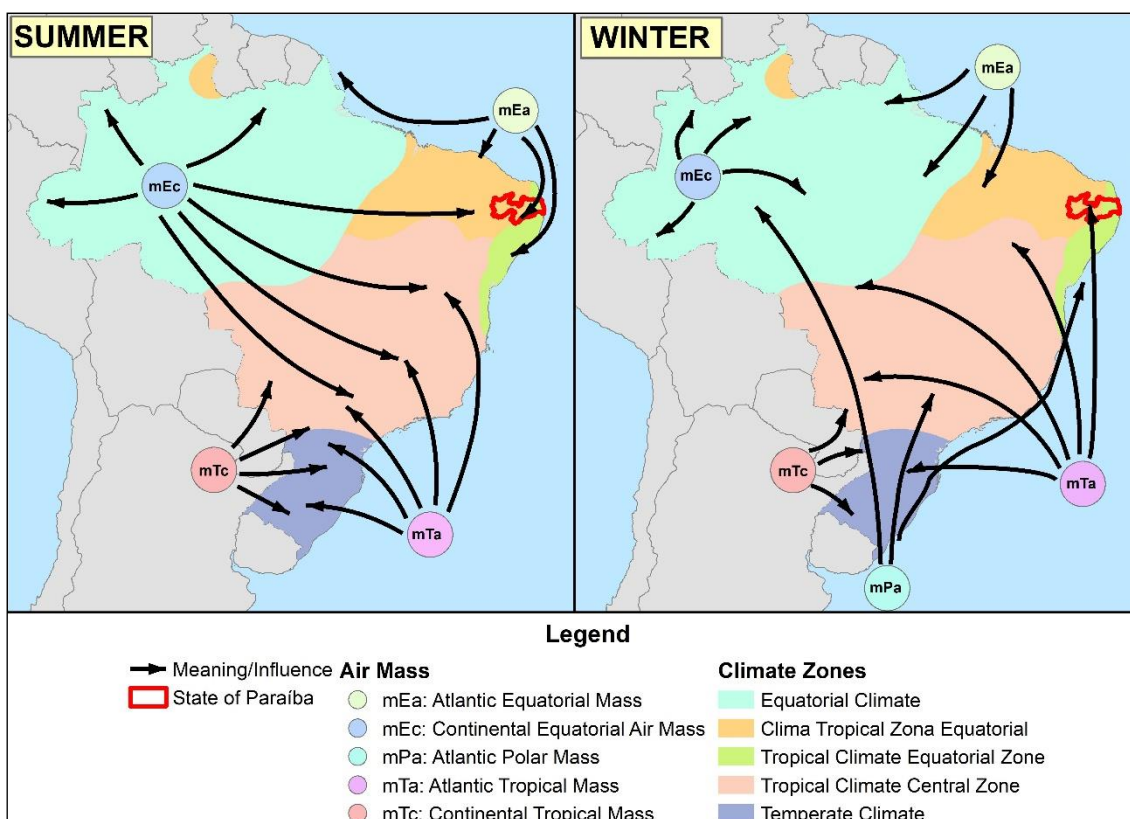 SUMMER
mEa
mEc
mTc
mTa
WINTER
mEa
mEc
mTc
mTa
mPa
Legend
Meaning/Influence
State of Paraíba
Air Mass
mEa: Atlantic Equatorial Mass
mEc: Continental Equatorial Air Mass
mPa: Atlantic Polar Mass
mTa: Atlantic Tropical Mass
mTc: Continental Tropical Mass
Climate Zones
Equatorial Climate
Clima Tropical Zona Equatorial
Tropical Climate Equatorial Zone
Tropical Climate Central Zone
Temperate Climate